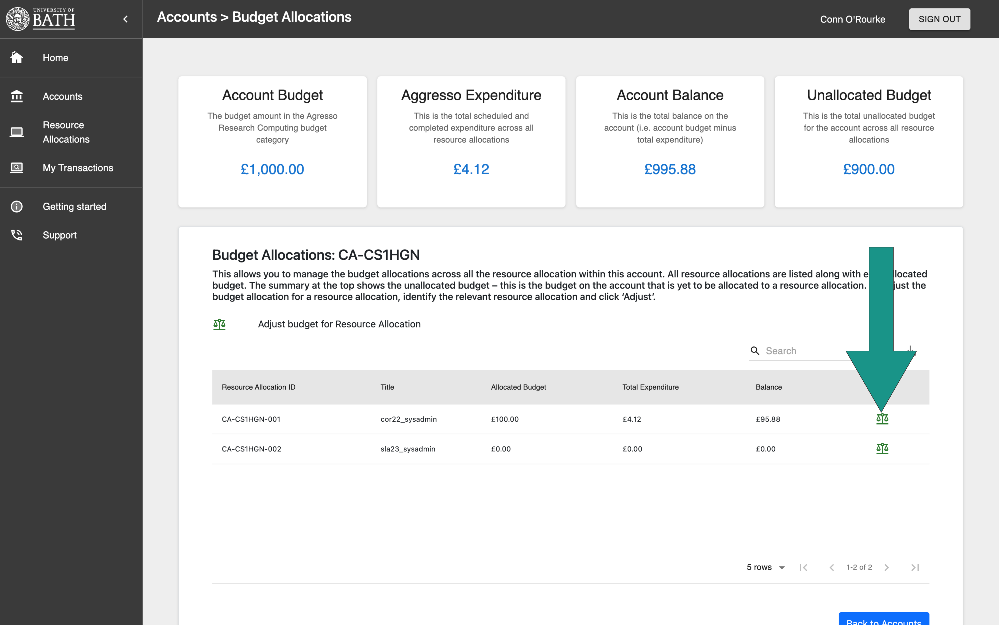 UNIVERSITY OF
BATH
Accounts > Budget Allocations
Conn O'Rourke
SIGN OUT
Home
Accounts
Resource
Allocations
My Transactions
Getting started
Support
Account Budget
The budget amount in the Agresso
Research Computing budget
category
£1,000.00
Aggresso Expenditure
This is the total scheduled and
completed expenditure across all
resource allocations
£4.12
Account Balance
This is the total balance on the
account (i.e. account budget minus
total expenditure)
£995.88
Unallocated Budget
This is the total unallocated budget
for the account across all resource
allocations
£900.00
Budget Allocations: CA-CS1HGN
This allows you to manage the budget allocations across all the resource allocation within this account. All resource allocations are listed along with
budget. The summary at the top shows the unallocated budget – this is the budget on the account that is yet to be allocated to a resource allocation. the
budget allocation for a resource allocation, identify the relevant resource allocation and click ‘Adjust’.
Adjust budget for Resource Allocation
Search
Resource Allocation ID Title Allocated Budget Total Expenditure Balance
CA-CS1HGN-001 cor22_sysadmin £100.00 £4.12 £95.88
CA-CS1HGN-002 sla23_sysadmin £0.00 £0.00 £0.00
5 rows 1-2 of 2
Back to Accounts